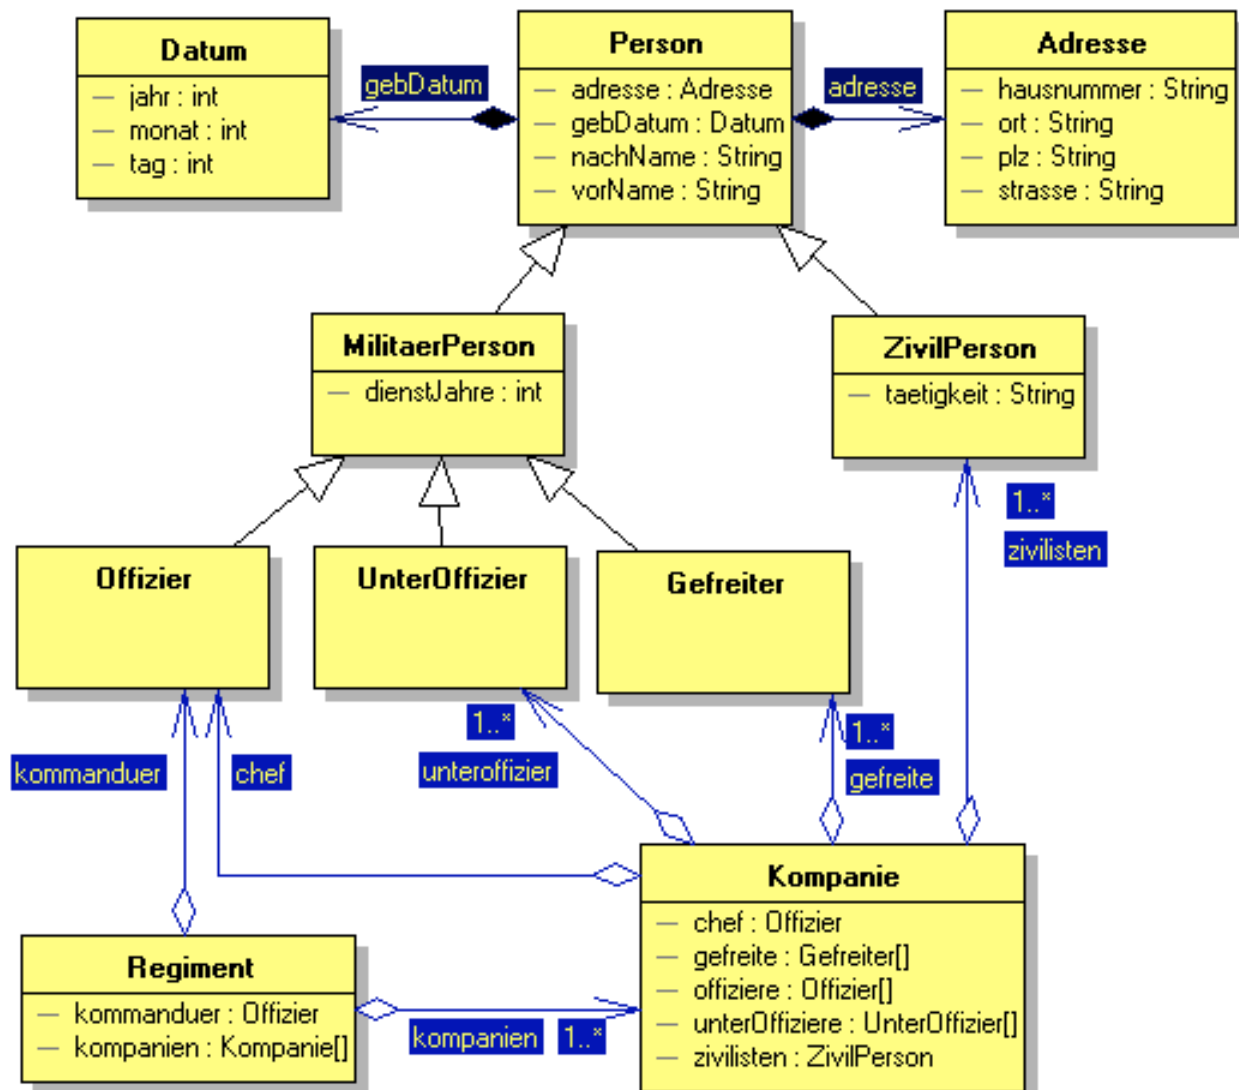 Datum
jahr : int
monat : int
tag : int
gebDatum
Person
adresse : Adresse
gebDatum : Datum
nachName : String
vorName : String
adresse
Adresse
hausnummer : String
ort : String
plz : String
strasse : String
MilitaerPerson
dienstJahre : int
ZivilPerson
taetigkeit : String
1..*
zivilisten
Offizier
UnterOffizier
Gefreiter
kommanduer
chef
1..*
unteroffizier
1..*
gefreite
Regiment
kommanduer : Offizier
kompanien : Kompanie[]
kompanien 1..*
Kompanie
chef : Offizier
gefreite : Gefreiter[]
offiziere : Offizier[]
unterOffiziere : UnterOffizier[]
zivilisten : ZivilPerson